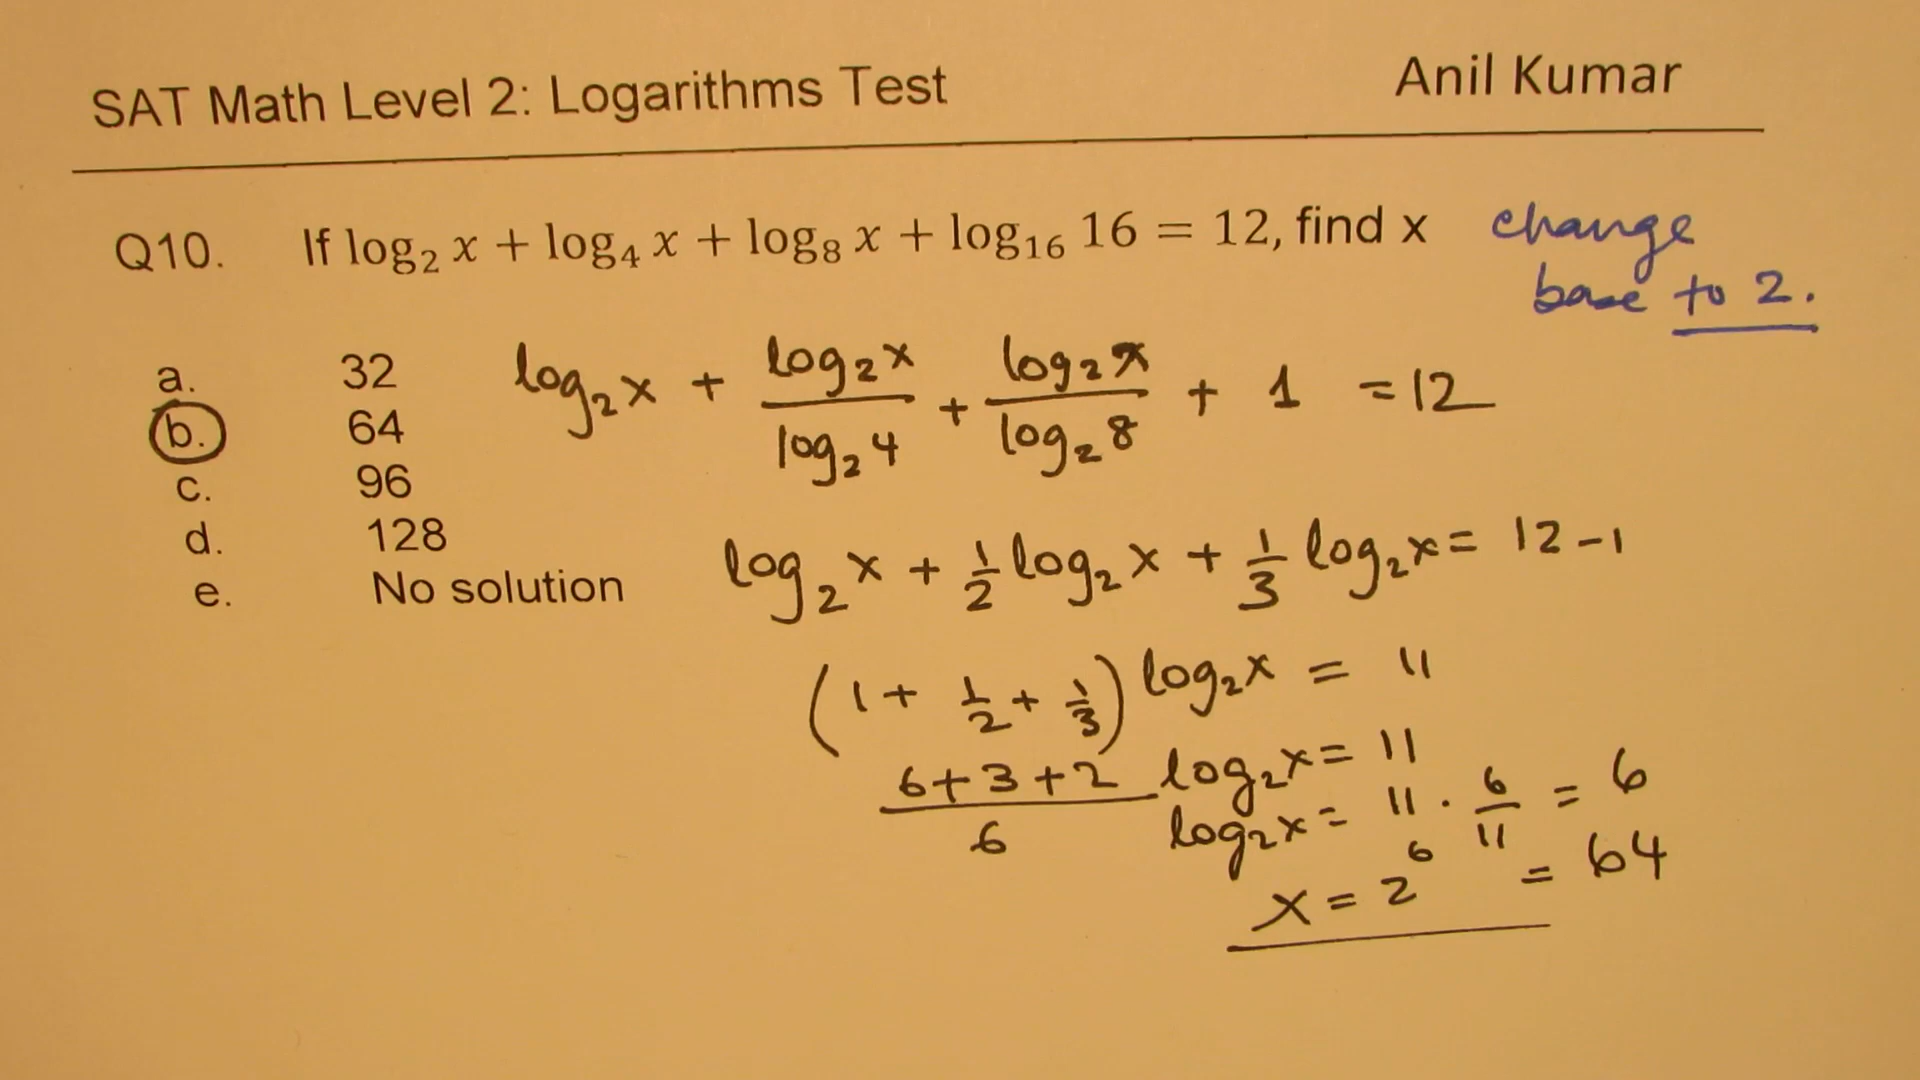 SAT Math Level 2: Logarithms Test Anil Kumar
Q10. If log₂ x + log₄ x + log₈ x + log₁₆ 16 = 12, find x
change
base to 2.
a. 32
b. 64
c. 96
d. 128
e. No solution
log₂x + log₂x/log₂4 + log₂x/log₂8 + 1 = 12
log₂x + 1/2 log₂x + 1/3 log₂x = 12 - 1
(1 + 1/2 + 1/3) log₂x = 11
6+3+2/6 log₂x = 11
log₂x = 11 · 6/11 = 6
x = 2⁶ = 64